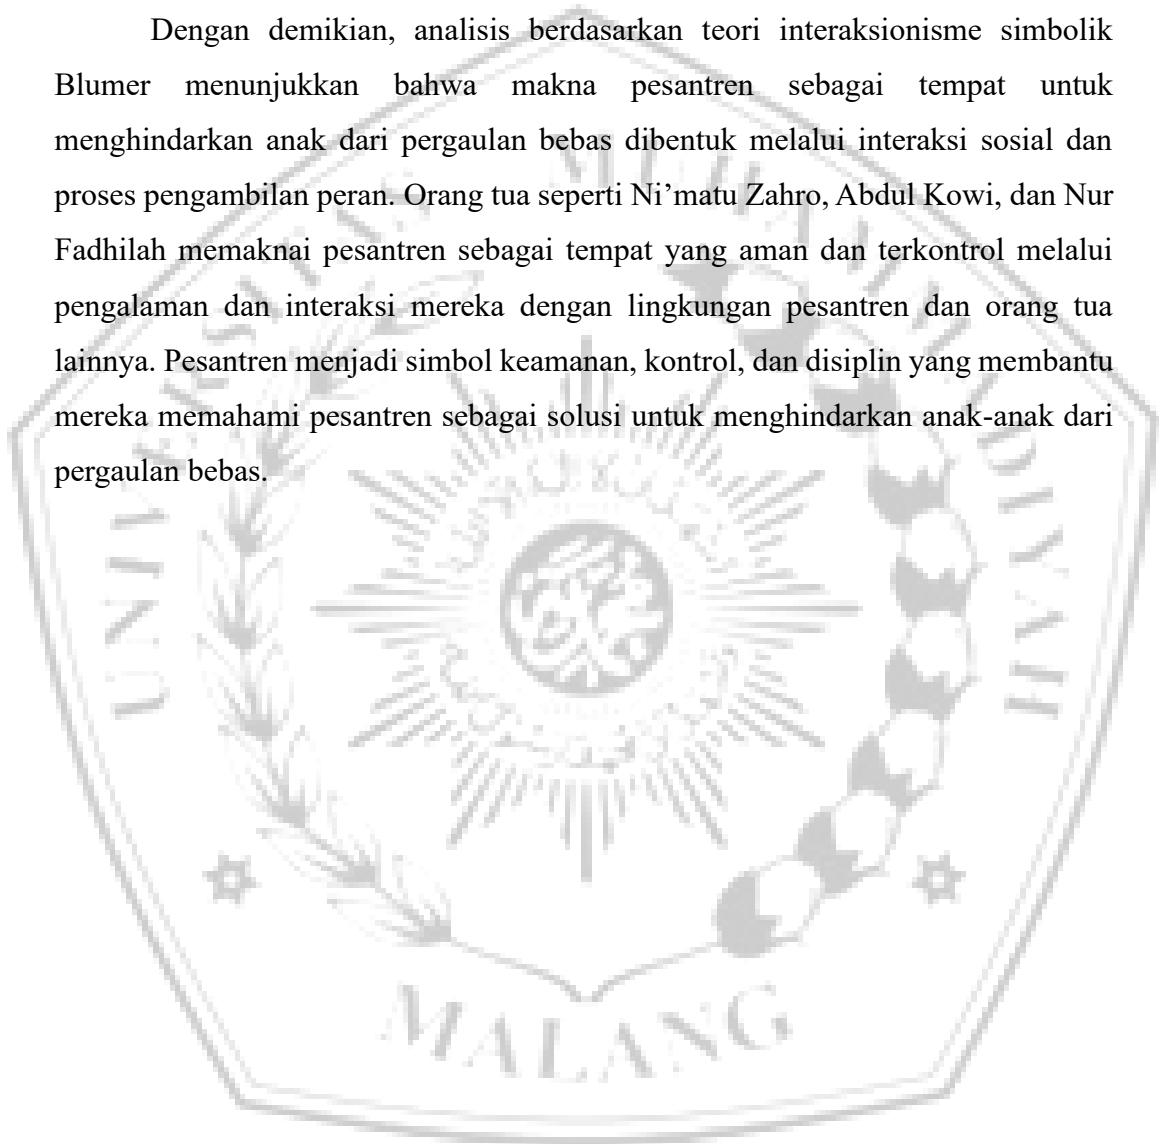 Dengan demikian, analisis berdasarkan teori interaksionisme simbolik
Blumer menunjukkan bahwa makna pesantren sebagai tempat untuk
menghindarkan anak dari pergaulan bebas dibentuk melalui interaksi sosial dan
proses pengambilan peran. Orang tua seperti Ni’matu Zahro, Abdul Kowi, dan Nur
Fadhilah memaknai pesantren sebagai tempat yang aman dan terkontrol melalui
pengalaman dan interaksi mereka dengan lingkungan pesantren dan orang tua
lainnya. Pesantren menjadi simbol keamanan, kontrol, dan disiplin yang membantu
mereka memahami pesantren sebagai solusi untuk menghindarkan anak-anak dari
pergaulan bebas.
UNIVERSITAS MUHAMMADIYAH
MALANG